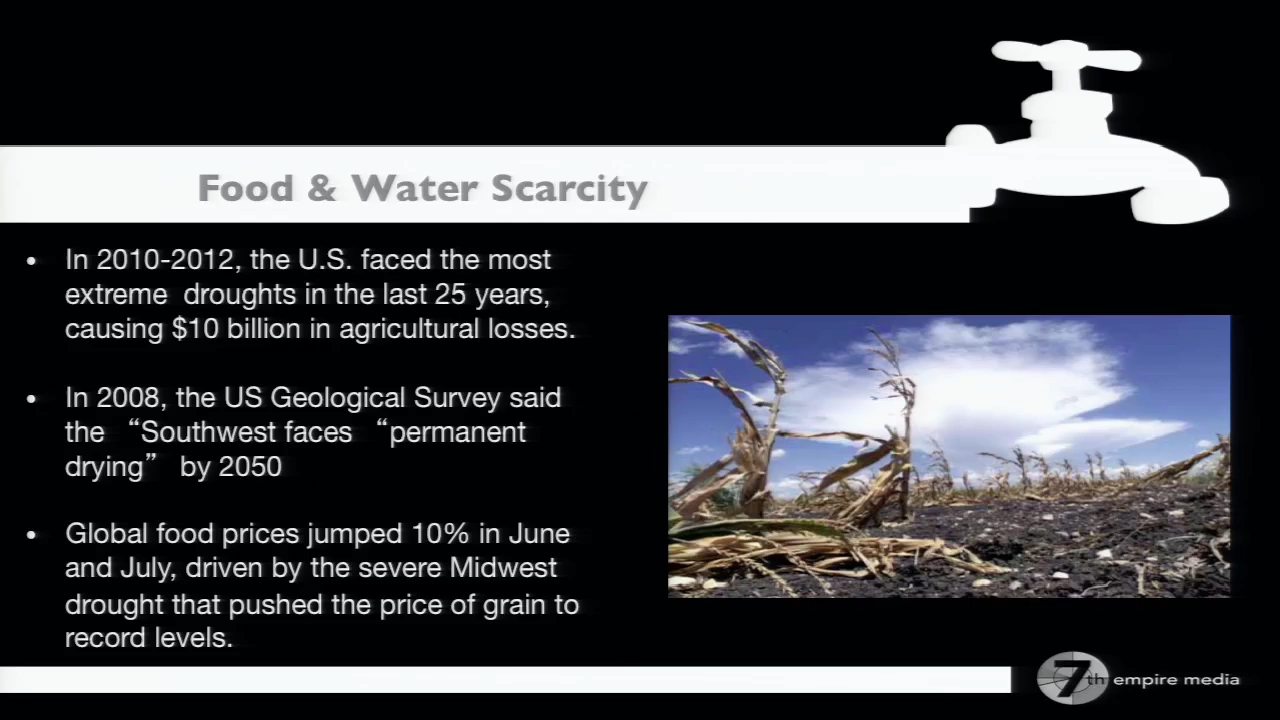 Food & Water Scarcity
• In 2010-2012, the U.S. faced the most
extreme droughts in the last 25 years,
causing $10 billion in agricultural losses.
• In 2008, the US Geological Survey said
the “Southwest faces “permanent
drying” by 2050
• Global food prices jumped 10% in June
and July, driven by the severe Midwest
drought that pushed the price of grain to
record levels.
7th empire media